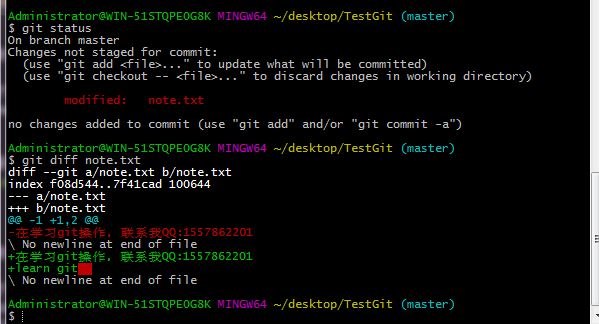 Administrator@WIN-51STQPEOG8K MINGW64 ~/desktop/TestGit (master)
$ git status
On branch master
Changes not staged for commit:
  (use "git add <file>..." to update what will be committed)
  (use "git checkout -- <file>..." to discard changes in working directory)
        modified:   note.txt
no changes added to commit (use "git add" and/or "git commit -a")
Administrator@WIN-51STQPEOG8K MINGW64 ~/desktop/TestGit (master)
$ git diff note.txt
diff --git a/note.txt b/note.txt
index f08d544..7f41cad 100644
--- a/note.txt
+++ b/note.txt
@@ -1 +1,2 @@
-在学习git操作，联系我QQ:1557862201
\ No newline at end of file
+在学习git操作，联系我QQ:1557862201
+learn git
\ No newline at end of file
Administrator@WIN-51STQPEOG8K MINGW64 ~/desktop/TestGit (master)
$